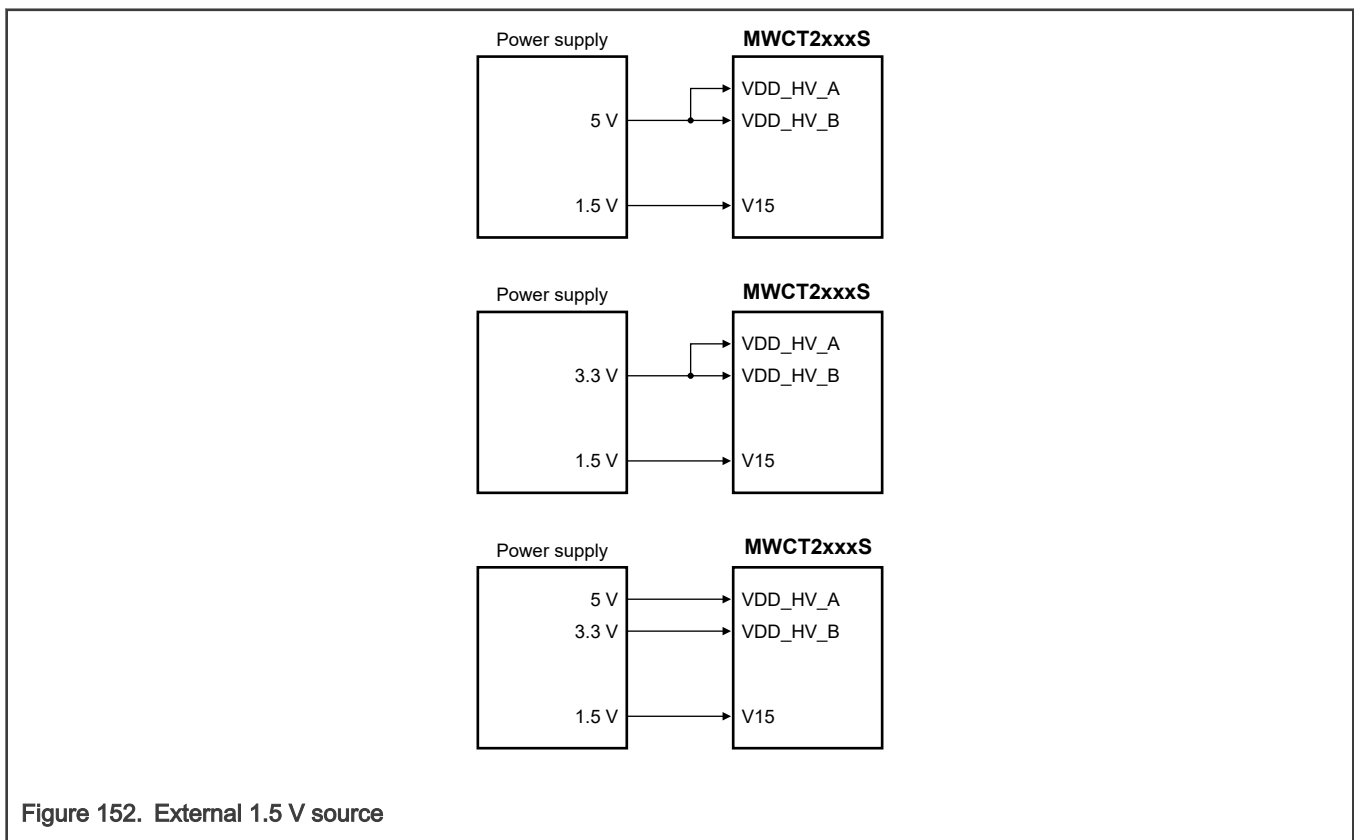 Power supply
MWCT2xxxS
VDD_HV_A
5 V
VDD_HV_B
1.5 V
V15
Power supply
MWCT2xxxS
VDD_HV_A
3.3 V
VDD_HV_B
1.5 V
V15
Power supply
MWCT2xxxS
5 V
VDD_HV_A
3.3 V
VDD_HV_B
1.5 V
V15
Figure 152. External 1.5 V source